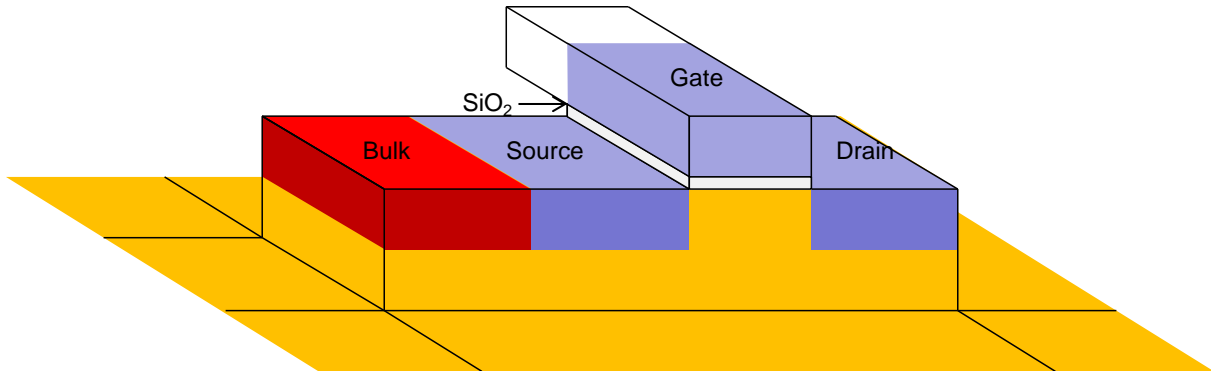 Gate
SiO₂
Bulk
Source
Drain